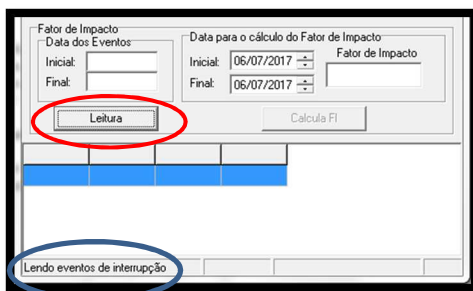 Fator de Impacto
Data dos Eventos
Inicial:
Final:
Leitura
Data para o cálculo do Fator de Impacto
Inicial: 06/07/2017
Final: 06/07/2017
Fator de Impacto
Calcula FI
Lendo eventos de interrupção